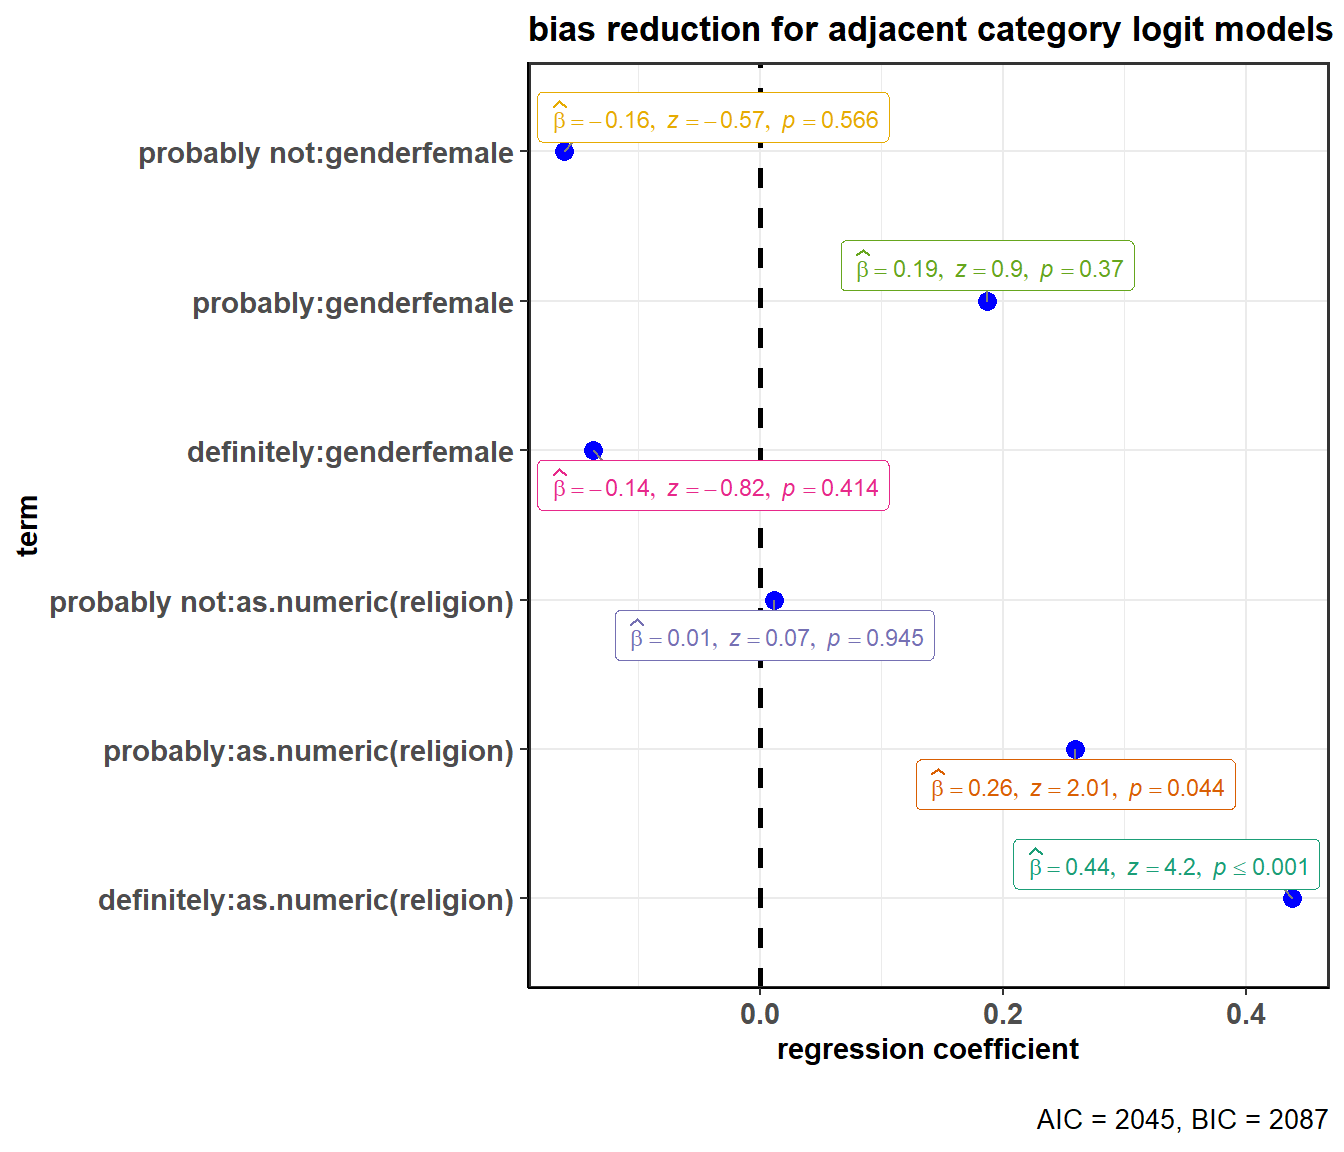 bias reduction for adjacent category logit models
β̂ = −0.16, z = −0.57, p = 0.566
probably not:genderfemale
β̂ = 0.19, z = 0.9, p = 0.37
probably:genderfemale
definitely:genderfemale
β̂ = −0.14, z = −0.82, p = 0.414
term
probably not:as.numeric(religion)
β̂ = 0.01, z = 0.07, p = 0.945
probably:as.numeric(religion)
β̂ = 0.26, z = 2.01, p = 0.044
β̂ = 0.44, z = 4.2, p ≤ 0.001
definitely:as.numeric(religion)
0.0 0.2 0.4
regression coefficient
AIC = 2045, BIC = 2087